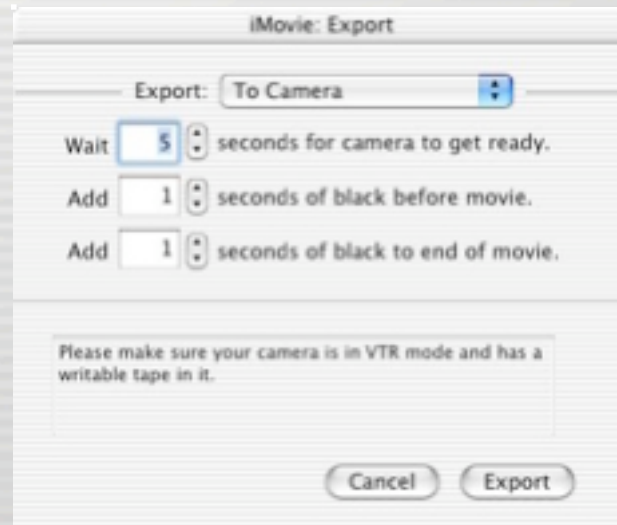 iMovie: Export
Export: To Camera
Wait 5 seconds for camera to get ready.
Add 1 seconds of black before movie.
Add 1 seconds of black to end of movie.
Please make sure your camera is in VTR mode and has a
writable tape in it.
Cancel Export